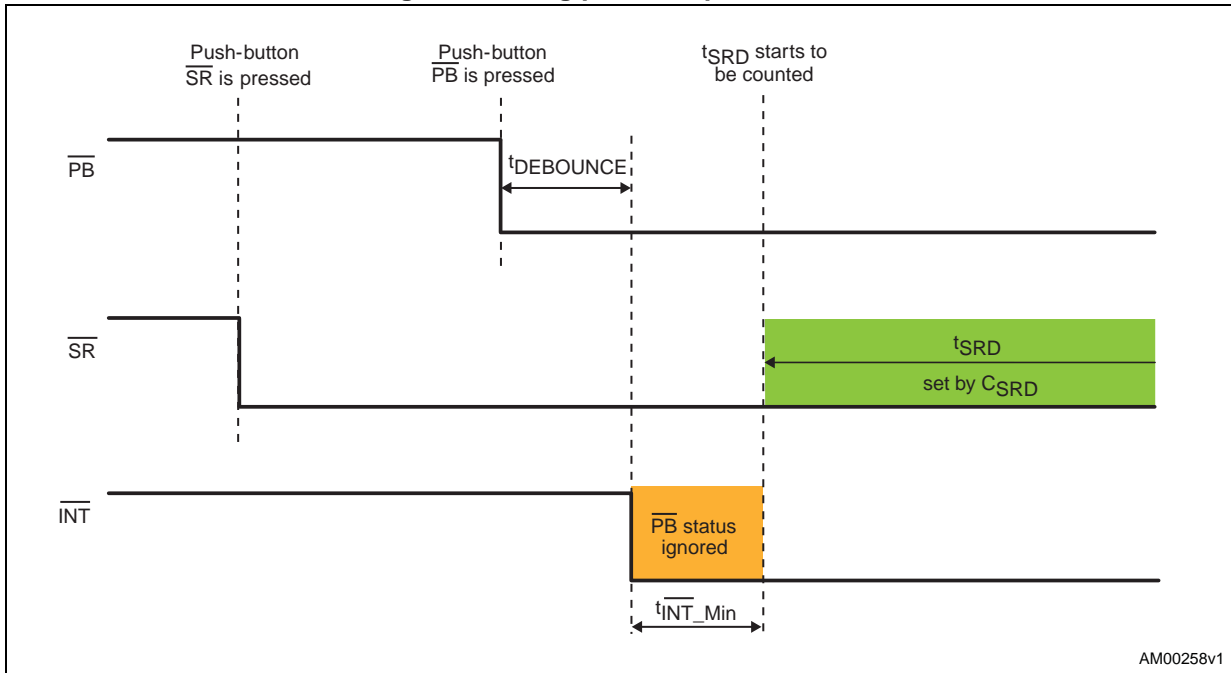 Push-button
SR is pressed
Push-button
PB is pressed
tSRD starts to
be counted
PB
tDEBOUNCE
SR
tSRD
set by CSRD
INT
PB status
ignored
tINT_Min
AM00258v1